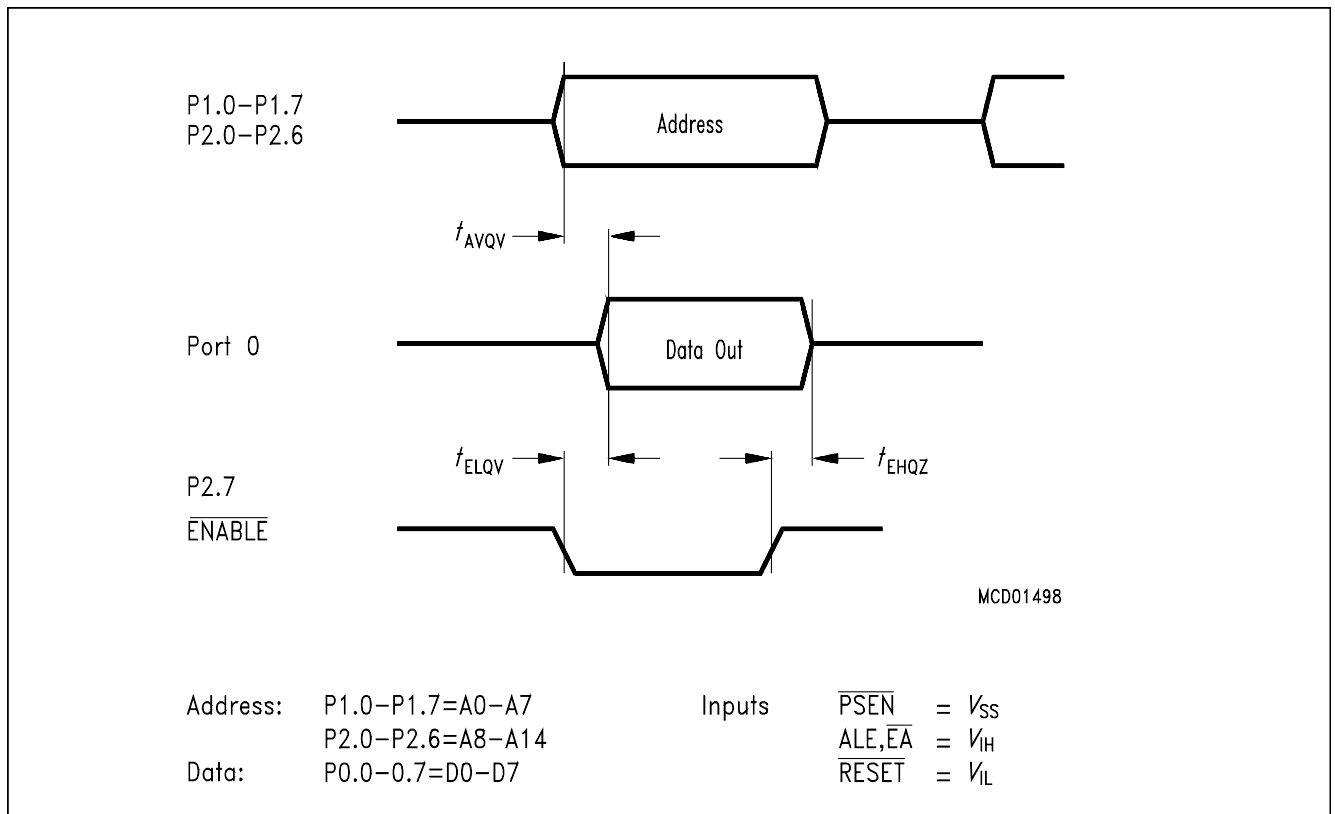 P1.0-P1.7
P2.0-P2.6
Address
tAVQV
Port 0
Data Out
tELQV
tEHQZ
P2.7
ENABLE
MCD01498
Address: P1.0-P1.7=A0-A7 Inputs PSEN = VSS
P2.0-P2.6=A8-A14 ALE,EA = VIH
Data: P0.0-0.7=D0-D7 RESET = VIL